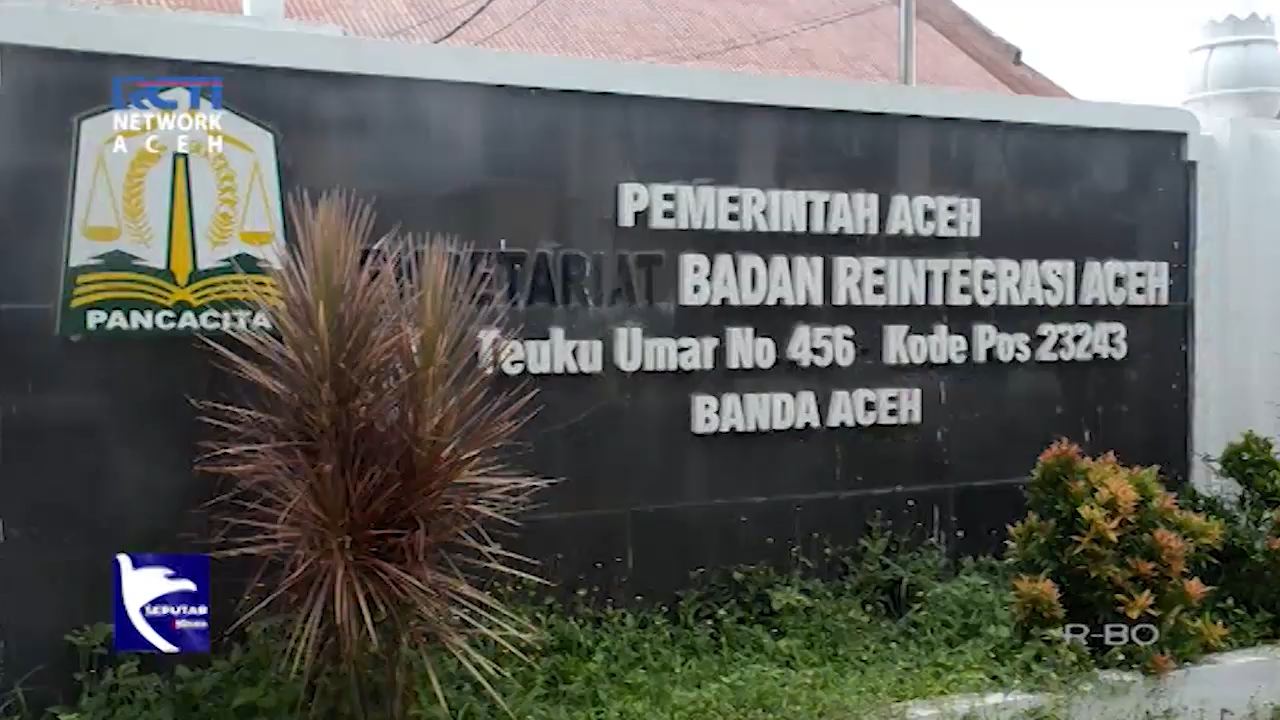 RCTI
NETWORK
ACEH
PANCACITA
PEMERINTAH ACEH
SEKRETARIAT BADAN REINTEGRASI ACEH
Teuku Umar No 456 Kode Pos 23243
BANDA ACEH
SEPUTAR
R-BO